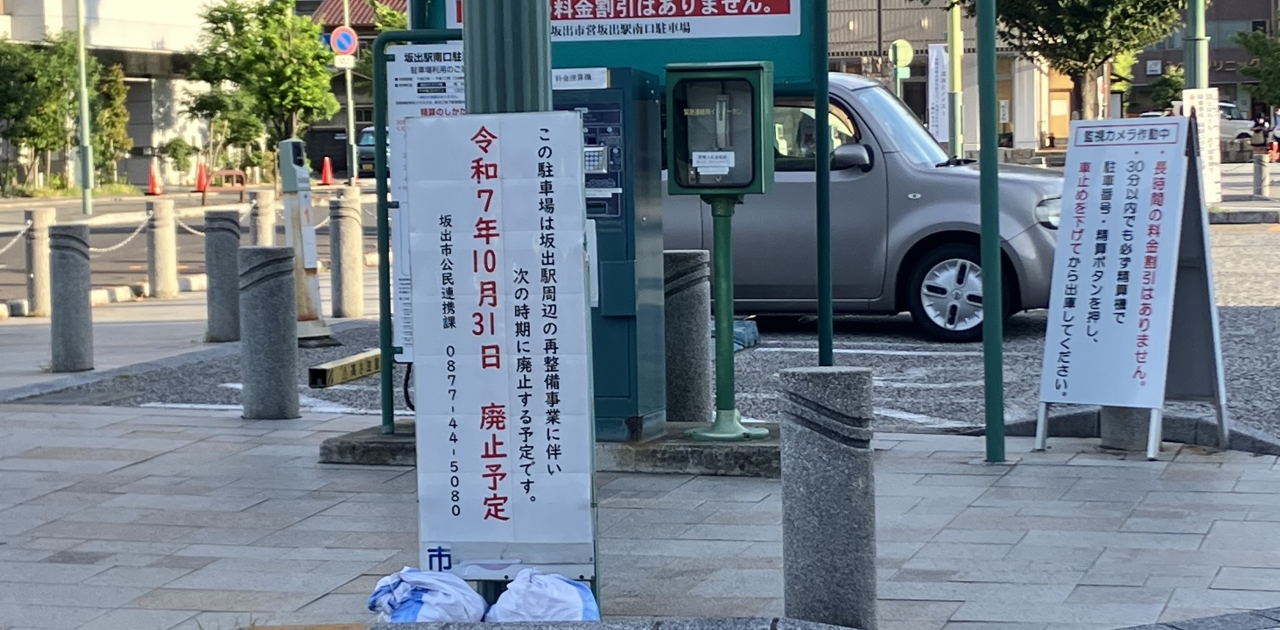 料金割引はありません。
坂出市営坂出駅南口駐車場
坂出駅南口駐
駐車場利用のご
精算のしかた
料金精算機
この駐車場は坂出駅周辺の再整備事業に伴い
次の時期に廃止する予定です。
令和7年10月31日 廃止予定
坂出市公民連携課 0877-44-5080
市
監視カメラ作動中
長時間の料金割引はありません。
30分以内でも必ず精算機で
駐車番号・精算ボタンを押し、
車止めを下げてから出庫してください。